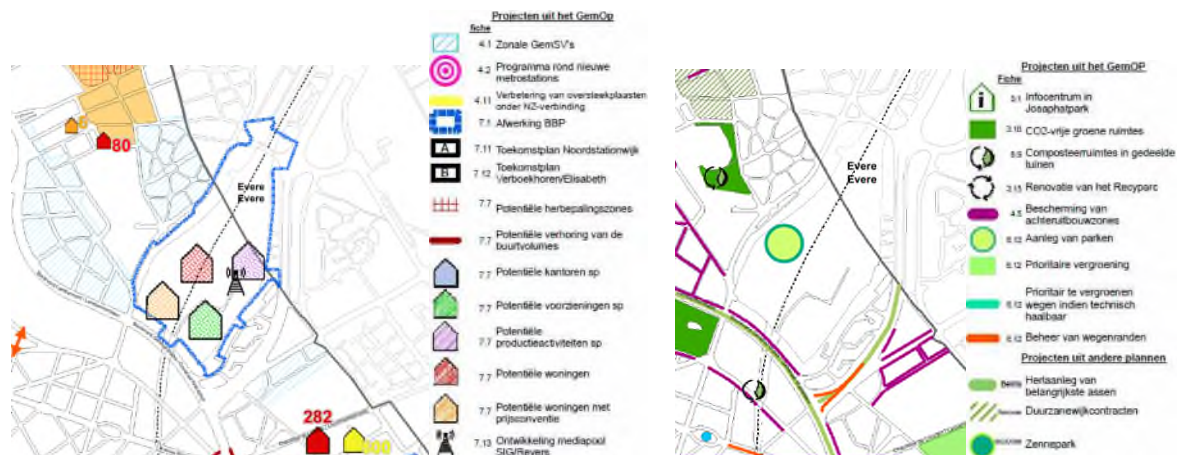 Projecten uit het GemOp
fiche
4.1 Zonale GemSV's
4.2 Programma rond nieuwe
metrostations
4.11 Verbetering van oversteekplaatsen
onder NZ-verbinding
7.1 Afwerking BBP
A 7.11 Toekomstplan Noordstationwijk
B 7.12 Toekomstplan
Verboekhoren/Elisabeth
7.7 Potentiële herbepalingszones
7.7 Potentiële verhoring van de
buurtvolumes
7.7 Potentiële kantoren sp
7.7 Potentiële voorzieningen sp
7.7 Potentiële
productieactiviteiten sp
7.7 Potentiële woningen
7.7 Potentiële woningen met
prijsconventie
7.13 Ontwikkeling mediapool
SIG/Reyers
80
Evere
Evere
282
Projecten uit het GemOP
Fiche
i 3.1 Infocentrum in
Josaphatpark
3.10 CO2-vrije groene ruimtes
Composteerruimtes in gedeelde
tuinen
3.13 Renovatie van het Recyparc
4.5 Bescherming van
achteruitbouwzones
6.12 Aanleg van parken
6.12 Prioritaire vergroening
6.12 Prioritair te vergroenen
wegen indien technisch
haalbaar
6.12 Beheer van wegenranden
Projecten uit andere plannen
Beliris Heraanleg van
belangrijkste assen
Duurzamewijkcontracten
Zennepark
Evere
Evere